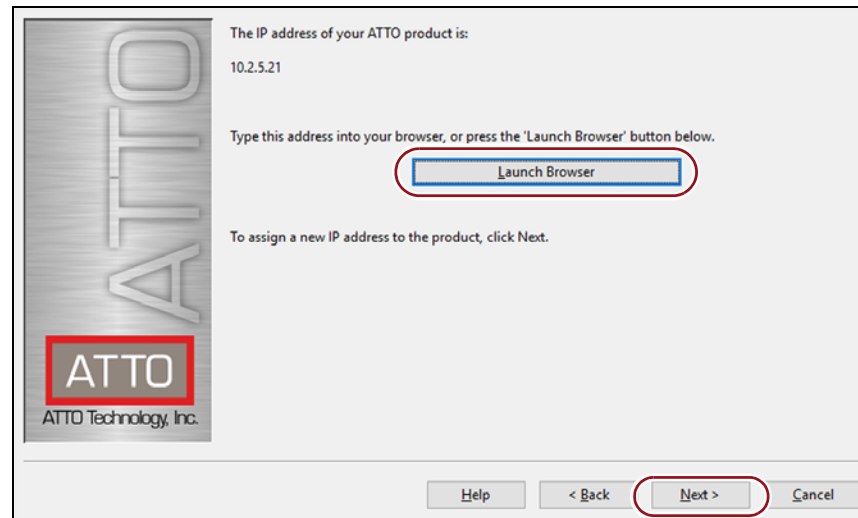 ATTO
ATTO
ATTO Technology, Inc.
The IP address of your ATTO product is:
10.2.5.21
Type this address into your browser, or press the 'Launch Browser' button below.
Launch Browser
To assign a new IP address to the product, click Next.
Help
< Back
Next >
Cancel